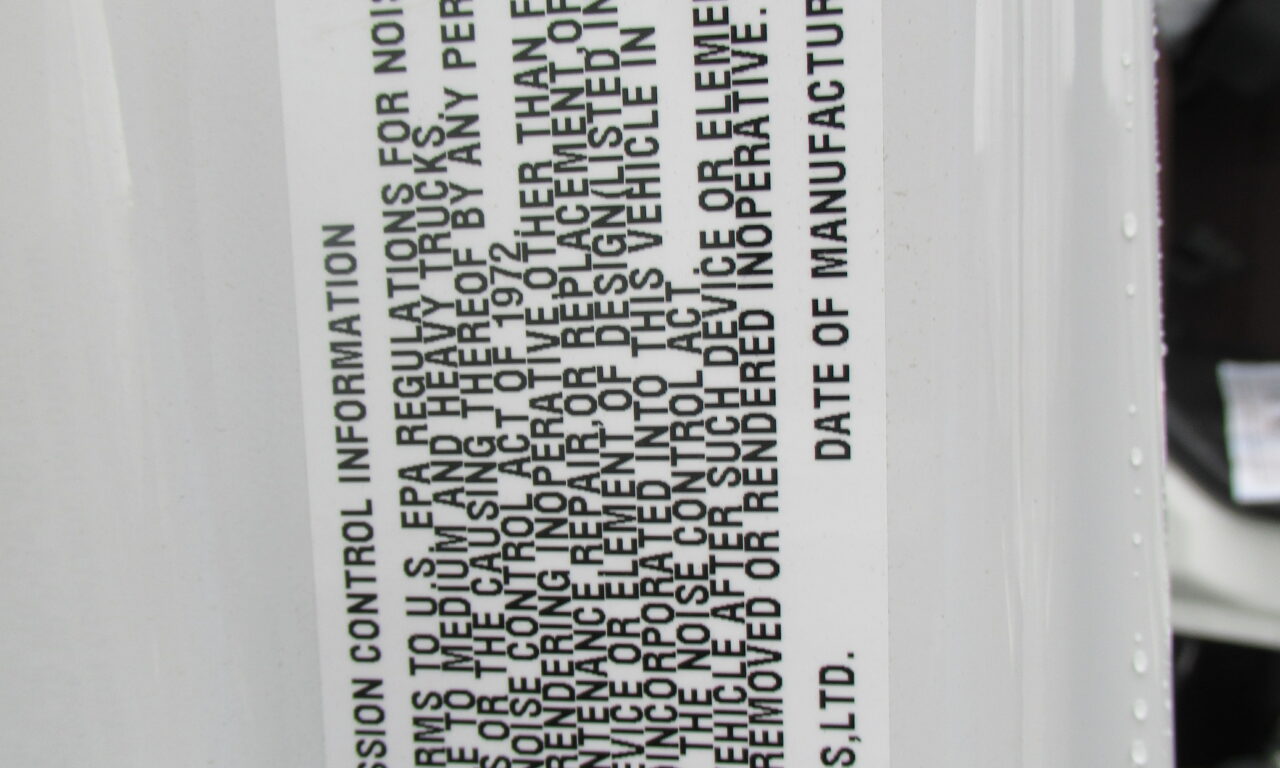 SSION CONTROL INFORMATION
RMS TO U.S. EPA REGULATIONS FOR NOIS
E TO MEDIUM AND HEAVY TRUCKS.
S OR THE CAUSING THEREOF BY ANY PER
NOISE CONTROL ACT OF 1972.
RENDERING INOPERATIVE,OTHER THAN F
NTENANCE REPAIR,OR REPLACEMENT,OF
EVICE OR ELEMENT OF DESIGN(LISTED IN
INCORPORATED INTO THIS VEHICLE IN
THE NOISE CONTROL ACT.
VEHICLE AFTER SUCH DEVICE OR ELEME
REMOVED OR RENDERED INOPERATIVE.
S,LTD. DATE OF MANUFACTUR